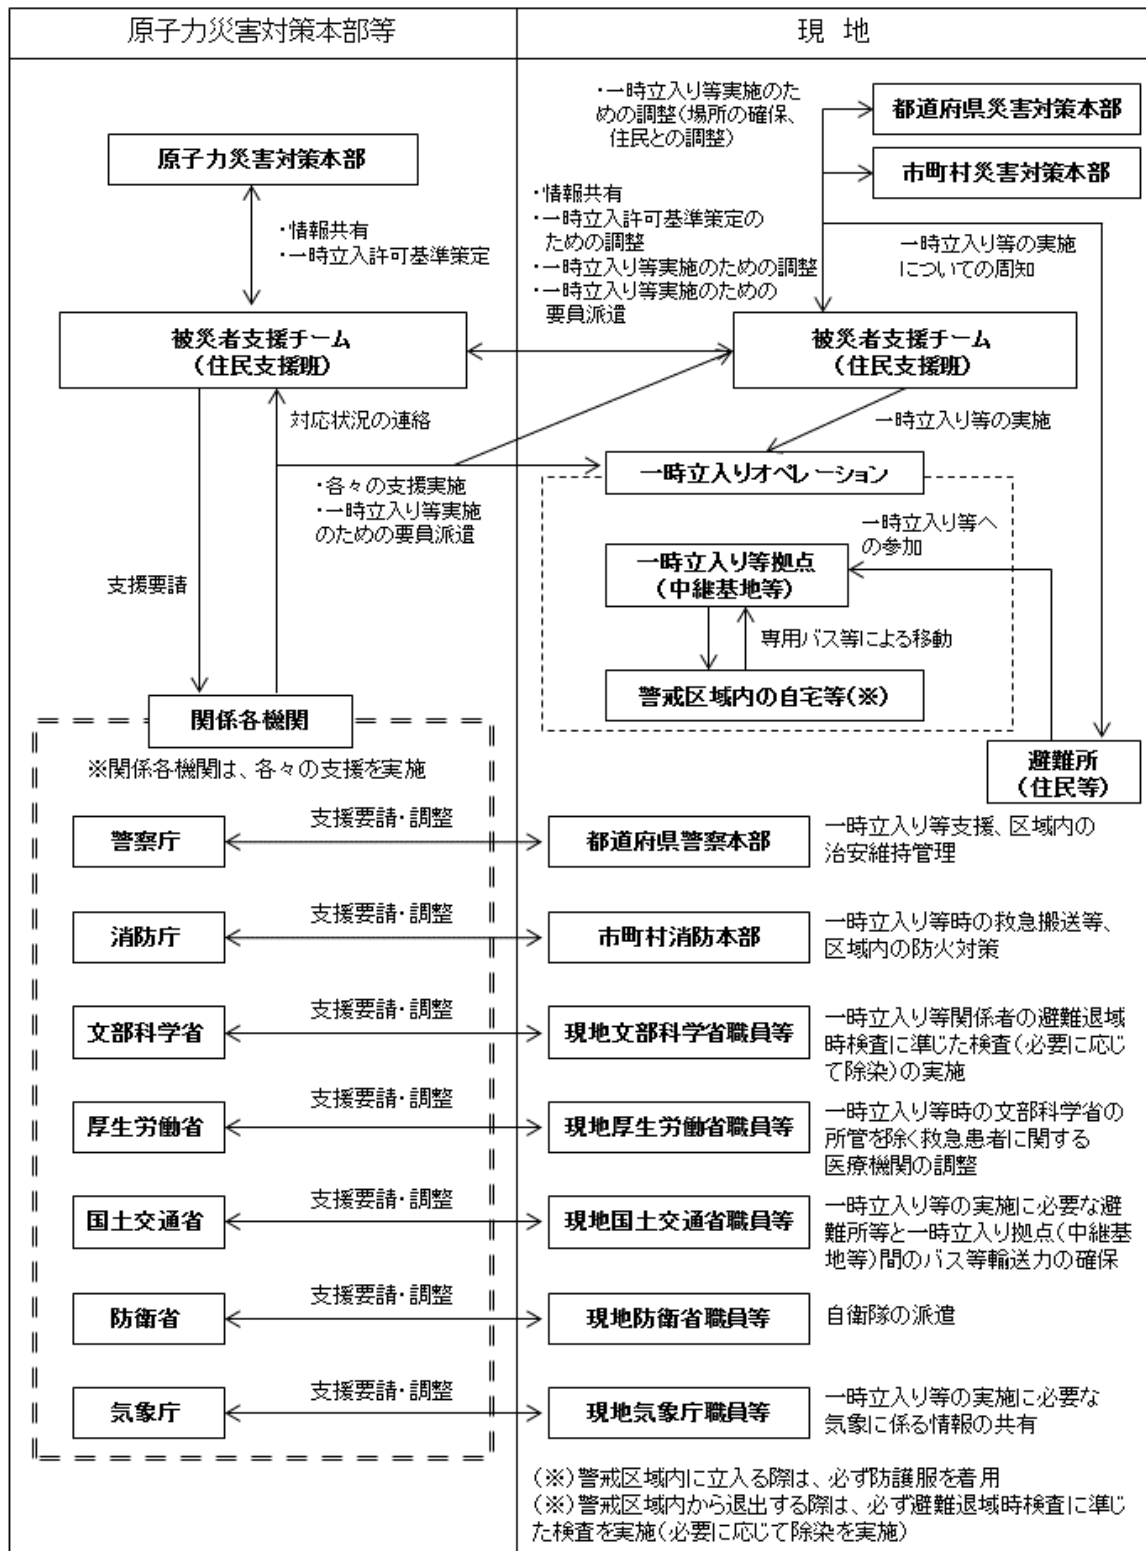 原子力災害対策本部等
現 地
原子力災害対策本部
・情報共有
・一時立入許可基準策定
被災者支援チーム
(住民支援班)
対応状況の連絡
・各々の支援実施
・一時立入り等実施
のための要員派遣
支援要請
関係各機関
※関係各機関は、各々の支援を実施
・一時立入り等実施のた
めの調整(場所の確保、
住民との調整)
都道府県災害対策本部
市町村災害対策本部
・情報共有
・一時立入許可基準策定の
ための調整
・一時立入り等実施のための調整
・一時立入り等実施のための
要員派遣
一時立入り等の実施
についての周知
被災者支援チーム
(住民支援班)
一時立入り等の実施
一時立入りオペレーション
一時立入り等へ
の参加
一時立入り等拠点
(中継基地等)
専用バス等による移動
警戒区域内の自宅等(※)
避難所
(住民等)
警察庁
支援要請・調整
都道府県警察本部
一時立入り等支援、区域内の
治安維持管理
消防庁
支援要請・調整
市町村消防本部
一時立入り等時の救急搬送等、
区域内の防火対策
文部科学省
支援要請・調整
現地文部科学省職員等
一時立入り等関係者の避難退域
時検査に準じた検査(必要に応じ
て除染)の実施
厚生労働省
支援要請・調整
現地厚生労働省職員等
一時立入り等時の文部科学省の
所管を除く救急患者に関する
医療機関の調整
国土交通省
支援要請・調整
現地国土交通省職員等
一時立入り等の実施に必要な避
難所等と一時立入り拠点(中継基
地等)間のバス等輸送力の確保
防衛省
支援要請・調整
現地防衛省職員等
自衛隊の派遣
気象庁
支援要請・調整
現地気象庁職員等
一時立入り等の実施に必要な
気象に係る情報の共有
(※)警戒区域内に立入る際は、必ず防護服を着用
(※)警戒区域内から退出する際は、必ず避難退域時検査に準じ
た検査を実施(必要に応じて除染を実施)